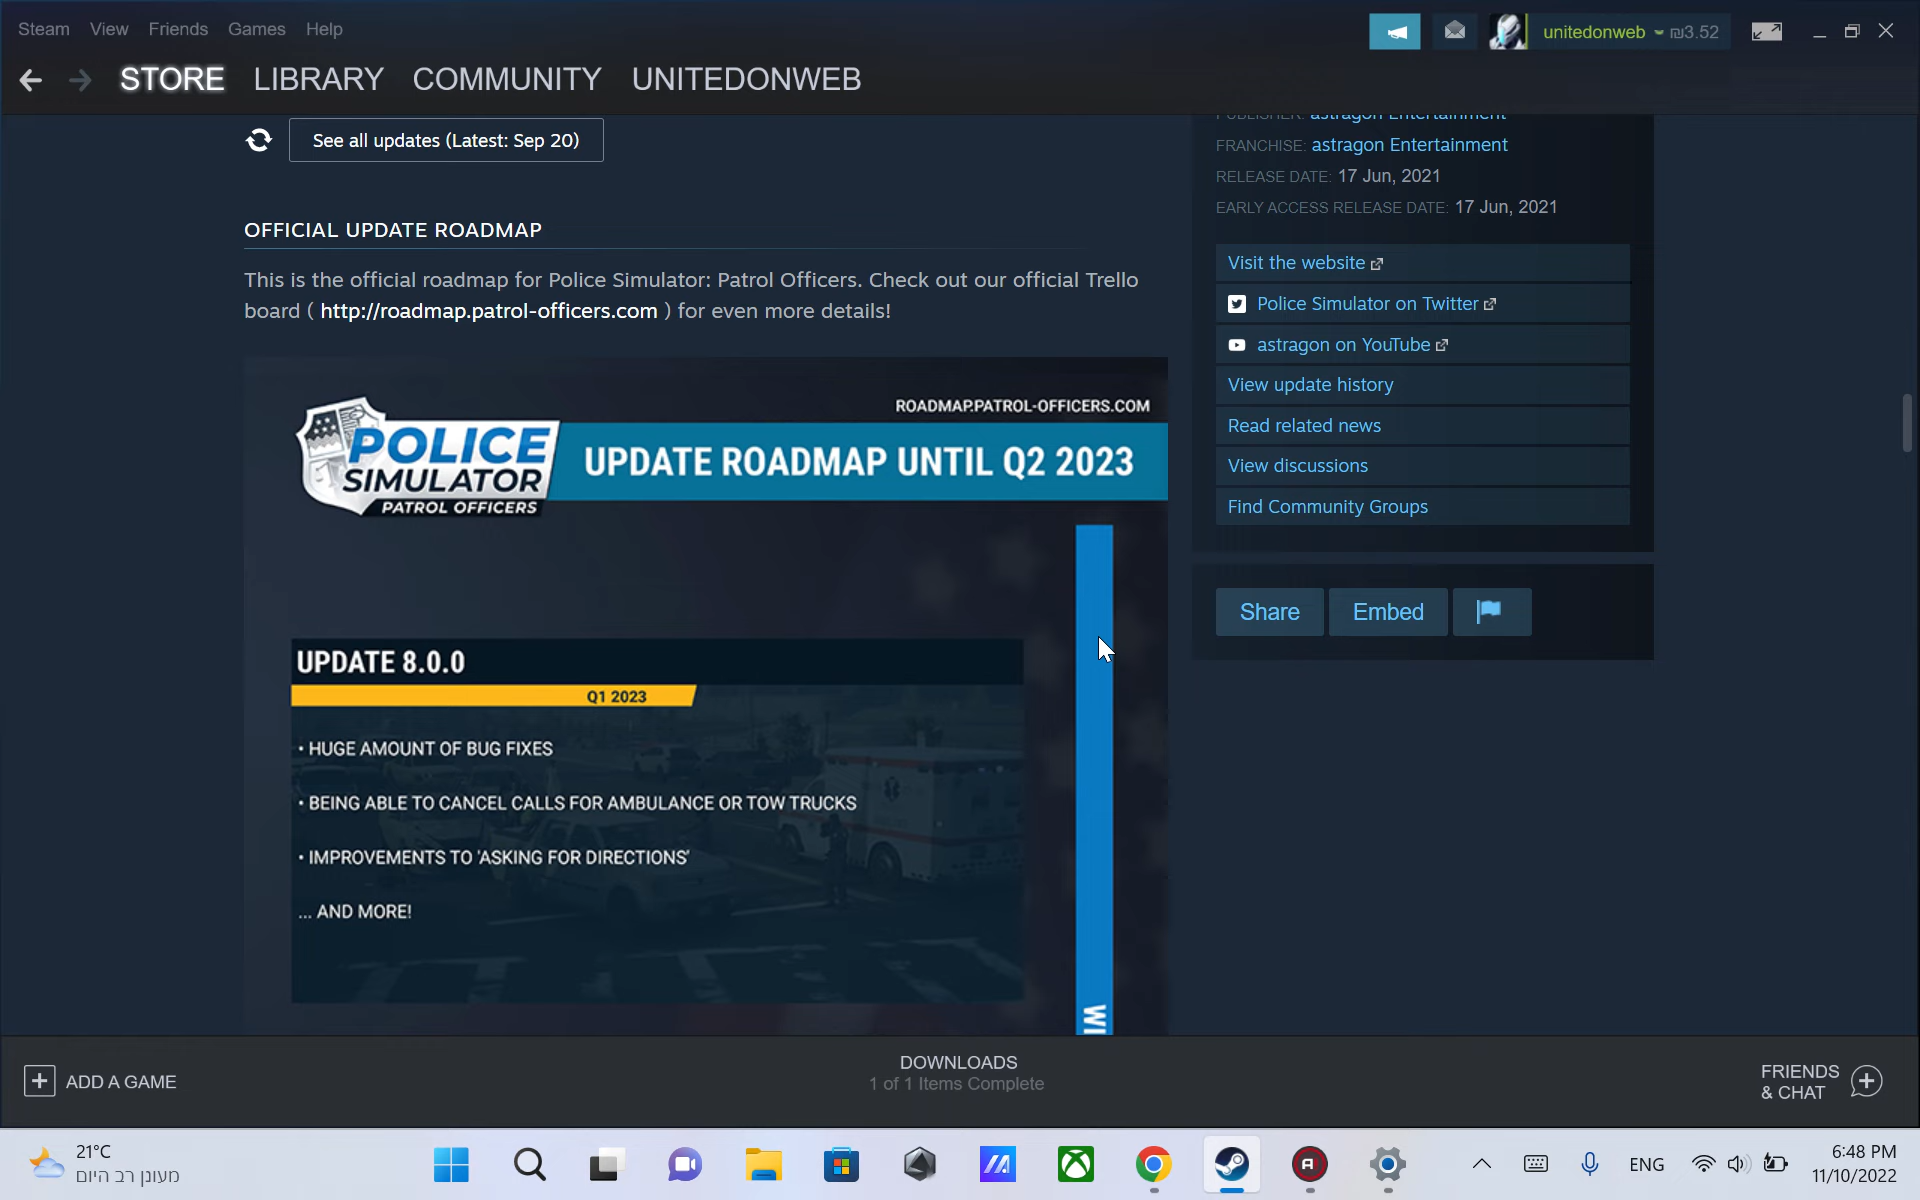 Steam View Friends Games Help
unitedonweb ₪3.52
STORE LIBRARY COMMUNITY UNITEDONWEB
See all updates (Latest: Sep 20)
OFFICIAL UPDATE ROADMAP
This is the official roadmap for Police Simulator: Patrol Officers. Check out our official Trello
board ( http://roadmap.patrol-officers.com ) for even more details!
ROADMAP.PATROL-OFFICERS.COM
POLICE
SIMULATOR
PATROL OFFICERS
UPDATE ROADMAP UNTIL Q2 2023
UPDATE 8.0.0
Q1 2023
• HUGE AMOUNT OF BUG FIXES
• BEING ABLE TO CANCEL CALLS FOR AMBULANCE OR TOW TRUCKS
• IMPROVEMENTS TO 'ASKING FOR DIRECTIONS'
... AND MORE!
WI
PUBLISHER: astragon Entertainment
FRANCHISE: astragon Entertainment
RELEASE DATE: 17 Jun, 2021
EARLY ACCESS RELEASE DATE: 17 Jun, 2021
Visit the website
Police Simulator on Twitter
astragon on YouTube
View update history
Read related news
View discussions
Find Community Groups
Share Embed
ADD A GAME
DOWNLOADS
1 of 1 Items Complete
FRIENDS
& CHAT
21°C
מעונן רב היום
ENG
6:48 PM
11/10/2022